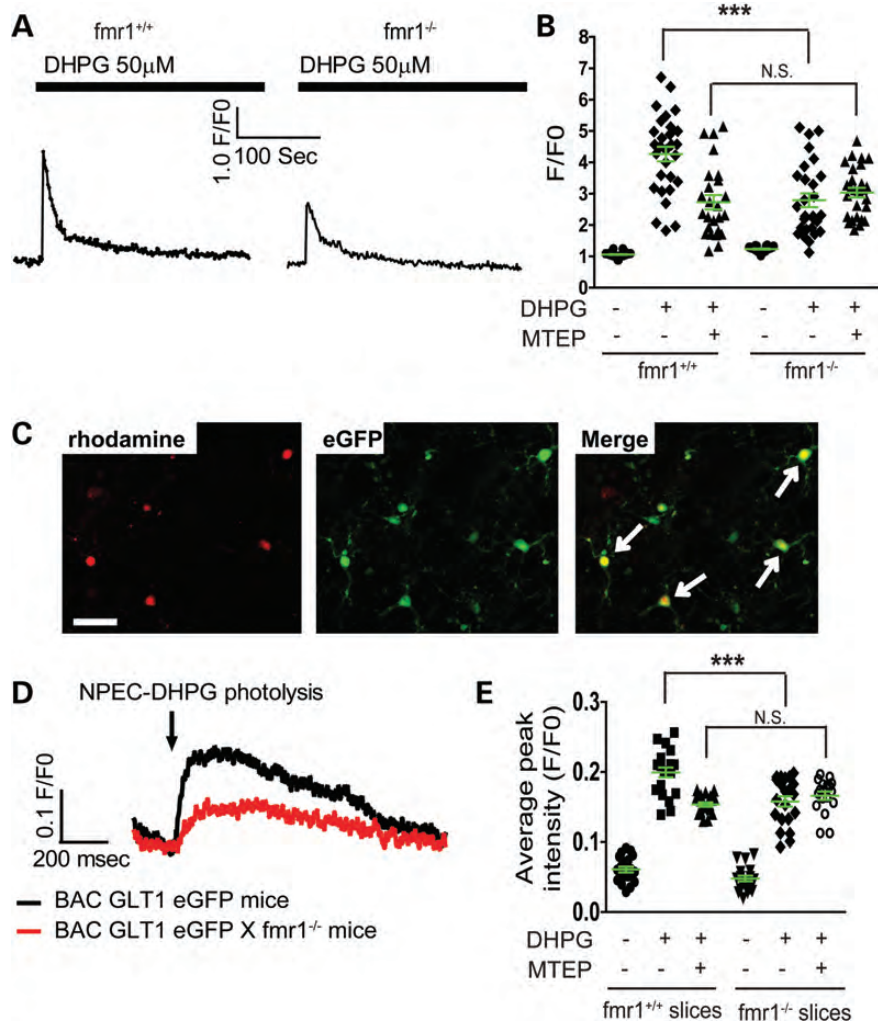 A
fmr1+/+
fmr1-/-
DHPG 50μM
DHPG 50μM
1.0 F/F0
100 Sec
B
***
N.S.
F/F0
8
7
6
5
4
3
2
1
0
DHPG - + + - + +
MTEP - - + - - +
fmr1+/+ fmr1-/-
C
rhodamine
eGFP
Merge
D
NPEC-DHPG photolysis
0.1 F/F0
200 msec
BAC GLT1 eGFP mice
BAC GLT1 eGFP X fmr1-/- mice
E
***
N.S.
Average peak
intensity (F/F0)
0.3
0.2
0.1
0.0
DHPG - + + - + +
MTEP - - + - - +
fmr1+/+ slices fmr1-/- slices